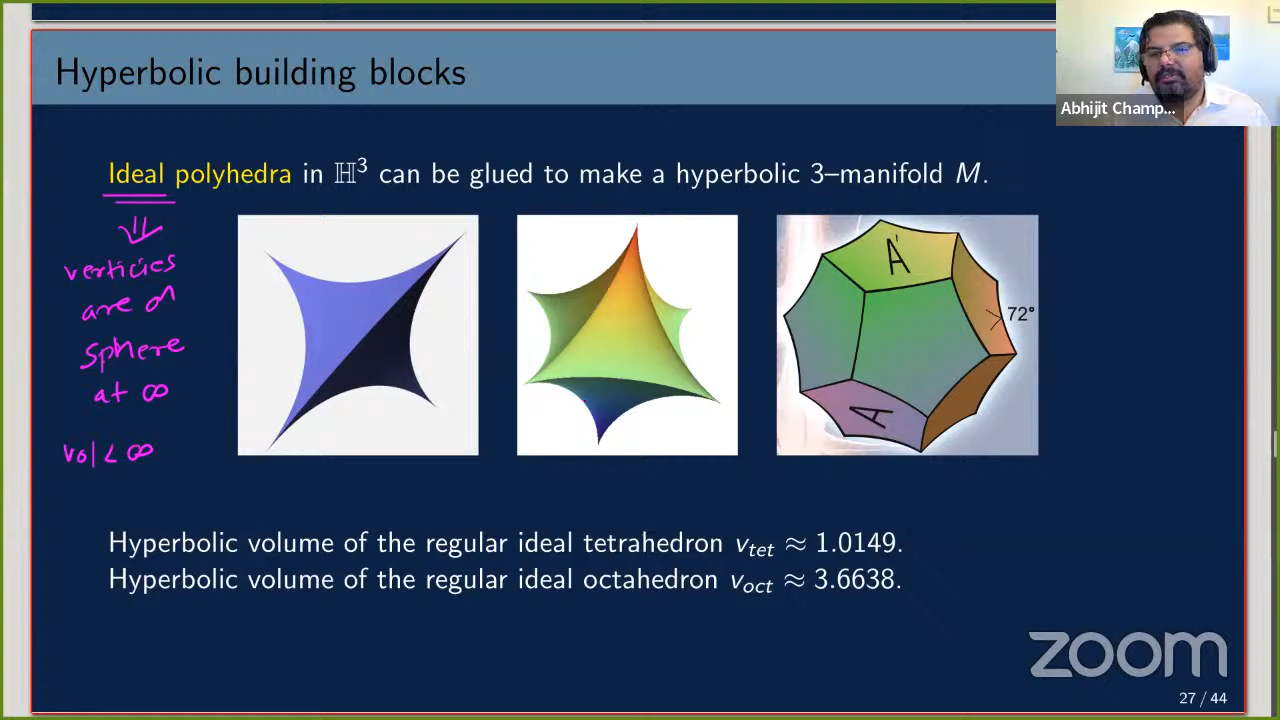 Hyperbolic building blocks
Abhijit Champ...
Ideal polyhedra in ℍ³ can be glued to make a hyperbolic 3–manifold M.
⇓
verticies
are on
sphere
at ∞
vol < ∞
A'
72°
A
Hyperbolic volume of the regular ideal tetrahedron v_tet ≈ 1.0149.
Hyperbolic volume of the regular ideal octahedron v_oct ≈ 3.6638.
zoom
27 / 44